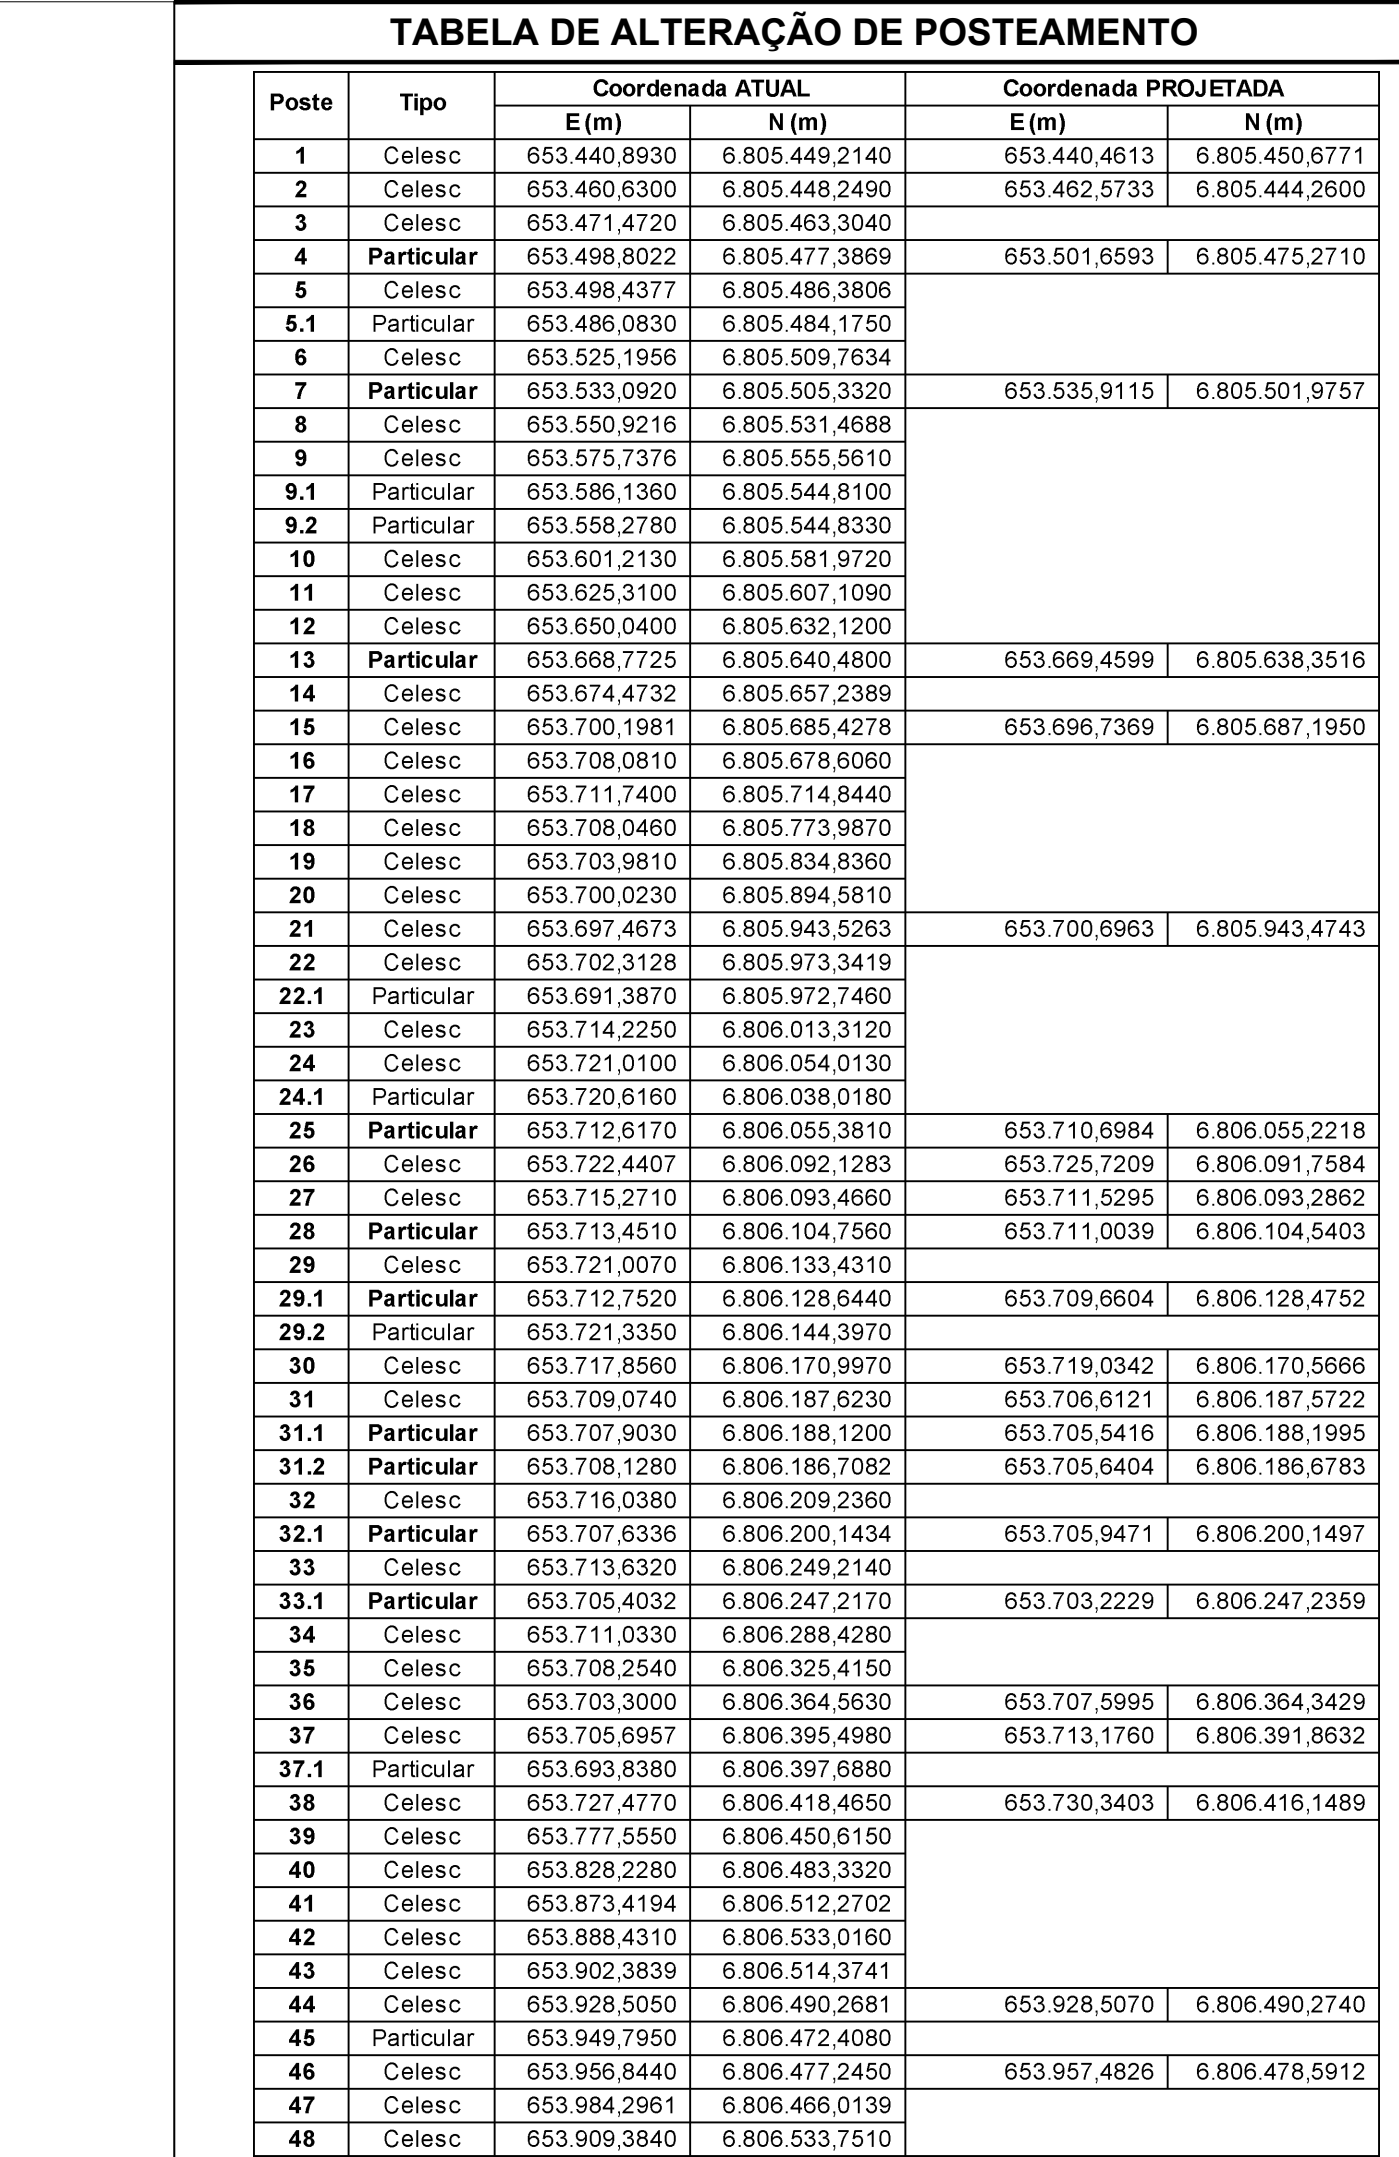 TABELA DE ALTERAÇÃO DE POSTEAMENTO
Poste Tipo Coordenada ATUAL Coordenada PROJETADA
E (m) N (m) E (m) N (m)
1 Celesc 653.440,8930 6.805.449,2140 653.440,4613 6.805.450,6771
2 Celesc 653.460,6300 6.805.448,2490 653.462,5733 6.805.444,2600
3 Celesc 653.471,4720 6.805.463,3040
4 Particular 653.498,8022 6.805.477,3869 653.501,6593 6.805.475,2710
5 Celesc 653.498,4377 6.805.486,3806
5.1 Particular 653.486,0830 6.805.484,1750
6 Celesc 653.525,1956 6.805.509,7634
7 Particular 653.533,0920 6.805.505,3320 653.535,9115 6.805.501,9757
8 Celesc 653.550,9216 6.805.531,4688
9 Celesc 653.575,7376 6.805.555,5610
9.1 Particular 653.586,1360 6.805.544,8100
9.2 Particular 653.558,2780 6.805.544,8330
10 Celesc 653.601,2130 6.805.581,9720
11 Celesc 653.625,3100 6.805.607,1090
12 Celesc 653.650,0400 6.805.632,1200
13 Particular 653.668,7725 6.805.640,4800 653.669,4599 6.805.638,3516
14 Celesc 653.674,4732 6.805.657,2389
15 Celesc 653.700,1981 6.805.685,4278 653.696,7369 6.805.687,1950
16 Celesc 653.708,0810 6.805.678,6060
17 Celesc 653.711,7400 6.805.714,8440
18 Celesc 653.708,0460 6.805.773,9870
19 Celesc 653.703,9810 6.805.834,8360
20 Celesc 653.700,0230 6.805.894,5810
21 Celesc 653.697,4673 6.805.943,5263 653.700,6963 6.805.943,4743
22 Celesc 653.702,3128 6.805.973,3419
22.1 Particular 653.691,3870 6.805.972,7460
23 Celesc 653.714,2250 6.806.013,3120
24 Celesc 653.721,0100 6.806.054,0130
24.1 Particular 653.720,6160 6.806.038,0180
25 Particular 653.712,6170 6.806.055,3810 653.710,6984 6.806.055,2218
26 Celesc 653.722,4407 6.806.092,1283 653.725,7209 6.806.091,7584
27 Celesc 653.715,2710 6.806.093,4660 653.711,5295 6.806.093,2862
28 Particular 653.713,4510 6.806.104,7560 653.711,0039 6.806.104,5403
29 Celesc 653.721,0070 6.806.133,4310
29.1 Particular 653.712,7520 6.806.128,6440 653.709,6604 6.806.128,4752
29.2 Particular 653.721,3350 6.806.144,3970
30 Celesc 653.717,8560 6.806.170,9970 653.719,0342 6.806.170,5666
31 Celesc 653.709,0740 6.806.187,6230 653.706,6121 6.806.187,5722
31.1 Particular 653.707,9030 6.806.188,1200 653.705,5416 6.806.188,1995
31.2 Particular 653.708,1280 6.806.186,7082 653.705,6404 6.806.186,6783
32 Celesc 653.716,0380 6.806.209,2360
32.1 Particular 653.707,6336 6.806.200,1434 653.705,9471 6.806.200,1497
33 Celesc 653.713,6320 6.806.249,2140
33.1 Particular 653.705,4032 6.806.247,2170 653.703,2229 6.806.247,2359
34 Celesc 653.711,0330 6.806.288,4280
35 Celesc 653.708,2540 6.806.325,4150
36 Celesc 653.703,3000 6.806.364,5630 653.707,5995 6.806.364,3429
37 Celesc 653.705,6957 6.806.395,4980 653.713,1760 6.806.391,8632
37.1 Particular 653.693,8380 6.806.397,6880
38 Celesc 653.727,4770 6.806.418,4650 653.730,3403 6.806.416,1489
39 Celesc 653.777,5550 6.806.450,6150
40 Celesc 653.828,2280 6.806.483,3320
41 Celesc 653.873,4194 6.806.512,2702
42 Celesc 653.888,4310 6.806.533,0160
43 Celesc 653.902,3839 6.806.514,3741
44 Celesc 653.928,5050 6.806.490,2681 653.928,5070 6.806.490,2740
45 Particular 653.949,7950 6.806.472,4080
46 Celesc 653.956,8440 6.806.477,2450 653.957,4826 6.806.478,5912
47 Celesc 653.984,2961 6.806.466,0139
48 Celesc 653.909,3840 6.806.533,7510